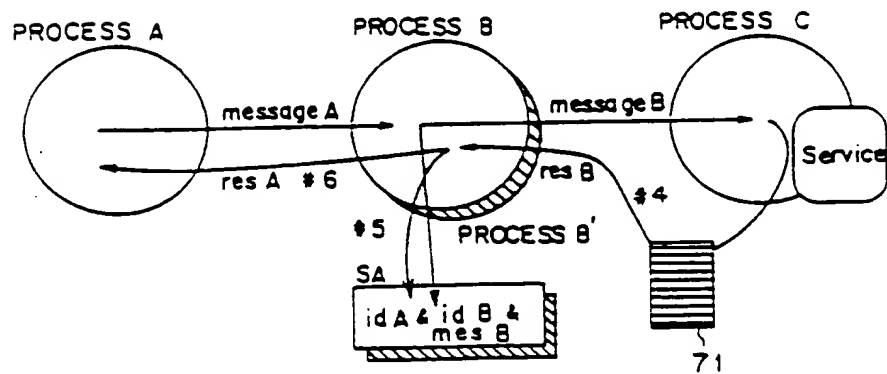 PROCESS A
PROCESS B
PROCESS C
message A
message B
Service
res A #6
res B
#4
#5
PROCESS B'
SA
id A & id B &
mes B
71